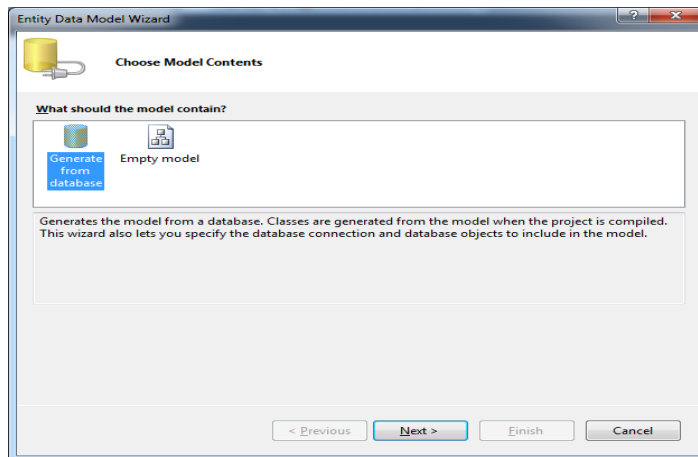 Entity Data Model Wizard
?
Choose Model Contents
What should the model contain?
Generate
from
database
Empty model
Generates the model from a database. Classes are generated from the model when the project is compiled.
This wizard also lets you specify the database connection and database objects to include in the model.
< Previous
Next >
Finish
Cancel